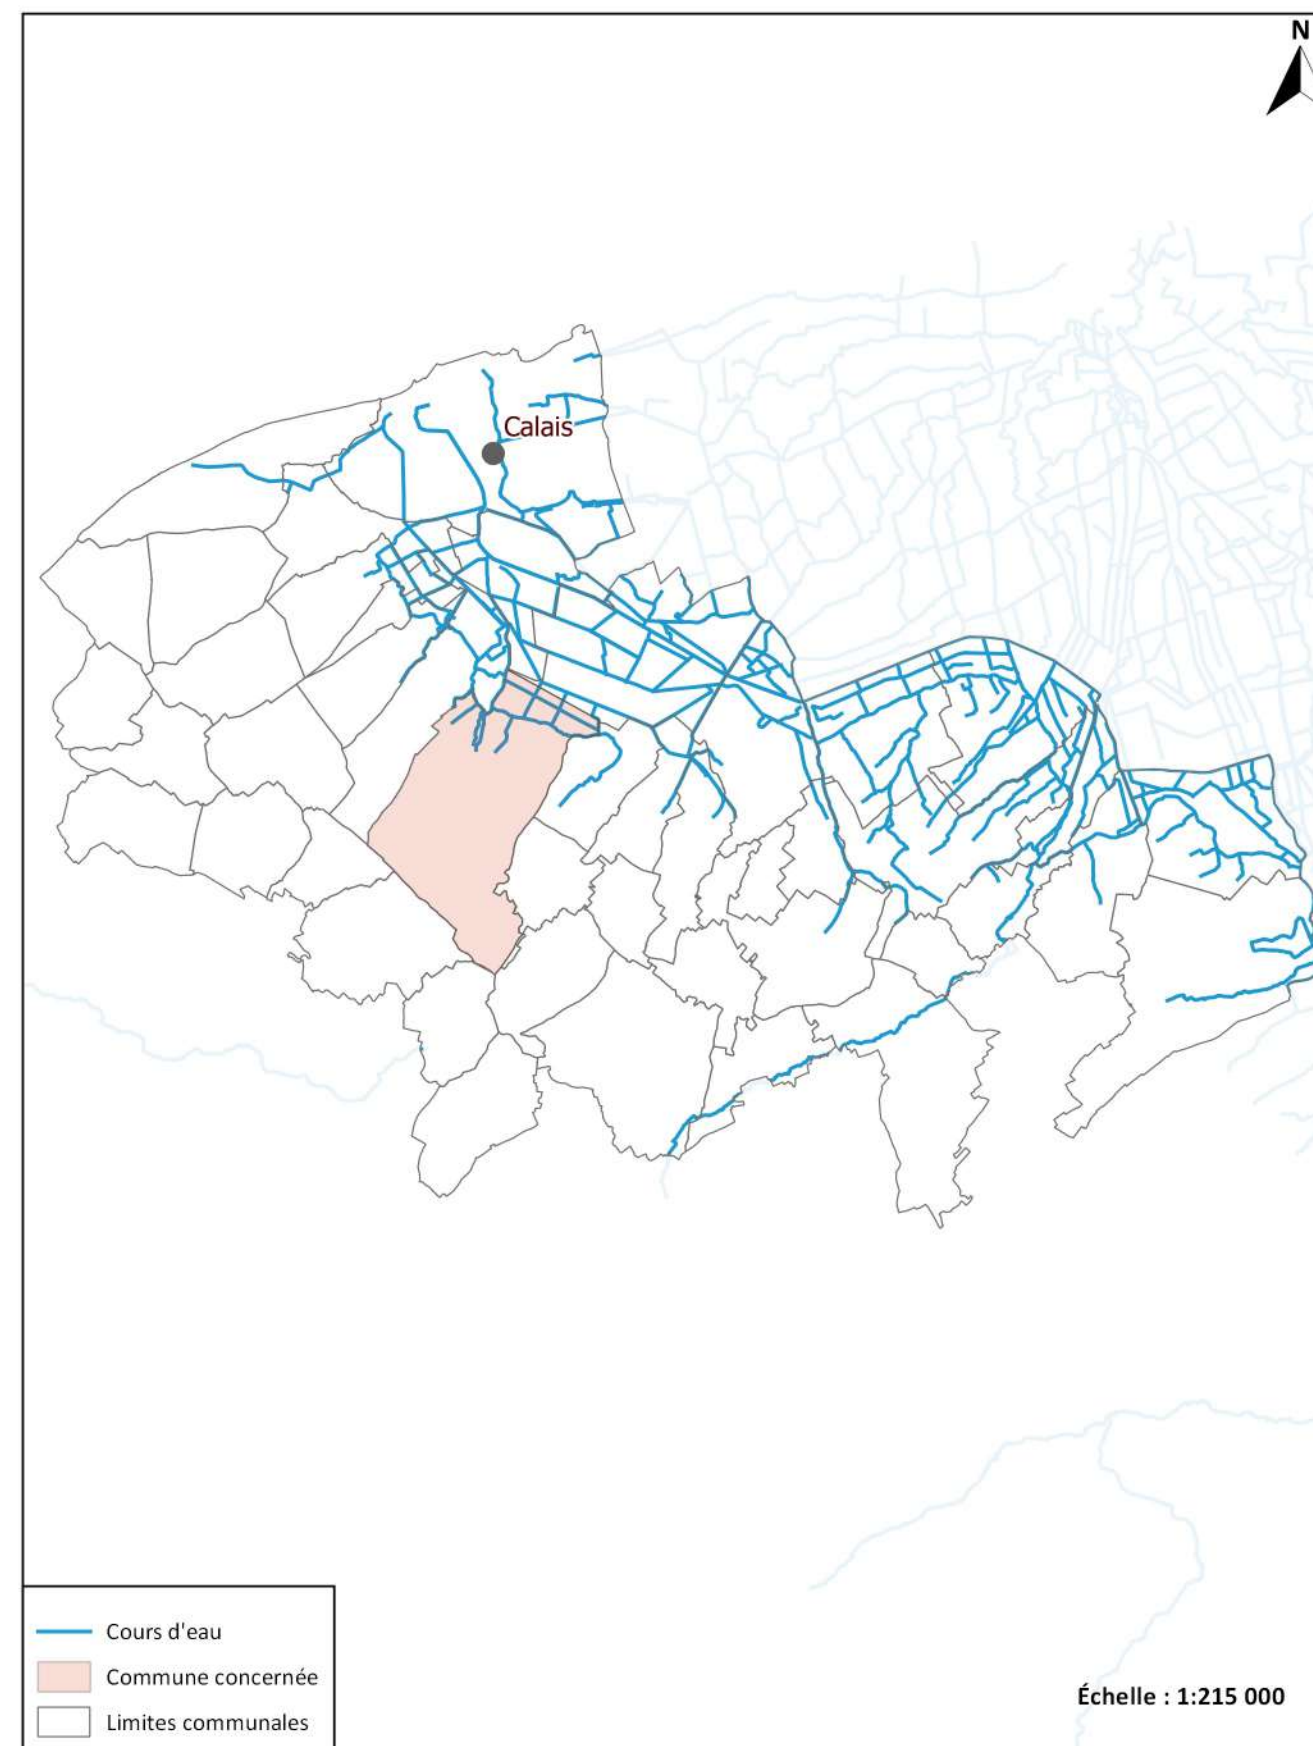 N
Calais
Cours d'eau
Commune concernée
Limites communales
Échelle : 1:215 000